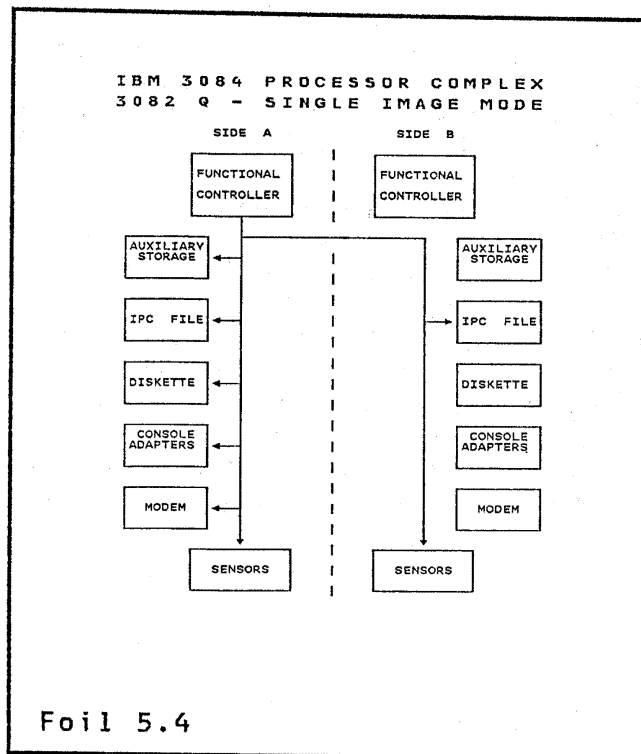 IBM 3084 PROCESSOR COMPLEX
3082 Q - SINGLE IMAGE MODE
SIDE A
SIDE B
FUNCTIONAL
CONTROLLER
FUNCTIONAL
CONTROLLER
AUXILIARY
STORAGE
AUXILIARY
STORAGE
IPC FILE
IPC FILE
DISKETTE
DISKETTE
CONSOLE
ADAPTERS
CONSOLE
ADAPTERS
MODEM
MODEM
SENSORS
SENSORS
Foil 5.4